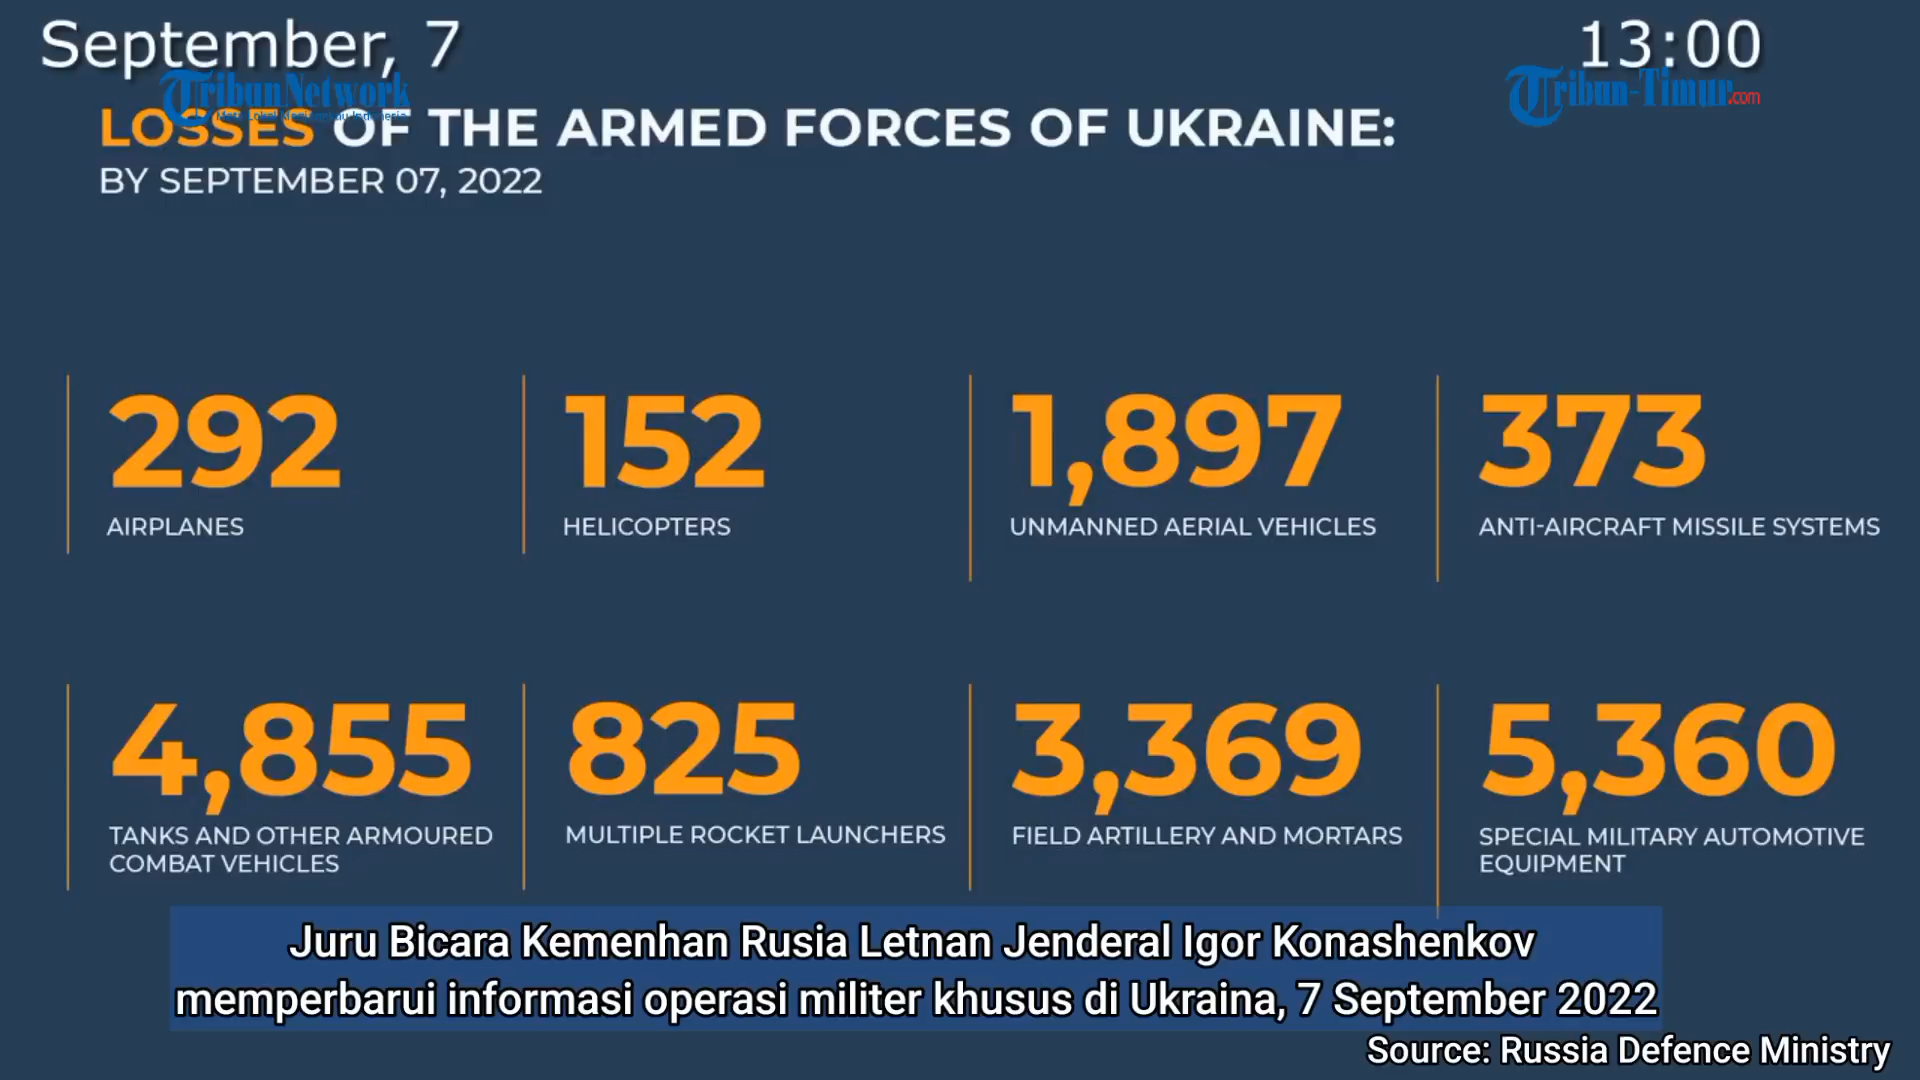 September, 7
13:00
TribunNetwork
Tribun-Timur.com
LOSSES OF THE ARMED FORCES OF UKRAINE:
BY SEPTEMBER 07, 2022
292
AIRPLANES
152
HELICOPTERS
1,897
UNMANNED AERIAL VEHICLES
373
ANTI-AIRCRAFT MISSILE SYSTEMS
4,855
TANKS AND OTHER ARMOURED
COMBAT VEHICLES
825
MULTIPLE ROCKET LAUNCHERS
3,369
FIELD ARTILLERY AND MORTARS
5,360
SPECIAL MILITARY AUTOMOTIVE
EQUIPMENT
Juru Bicara Kemenhan Rusia Letnan Jenderal Igor Konashenkov
memperbarui informasi operasi militer khusus di Ukraina, 7 September 2022
Source: Russia Defence Ministry